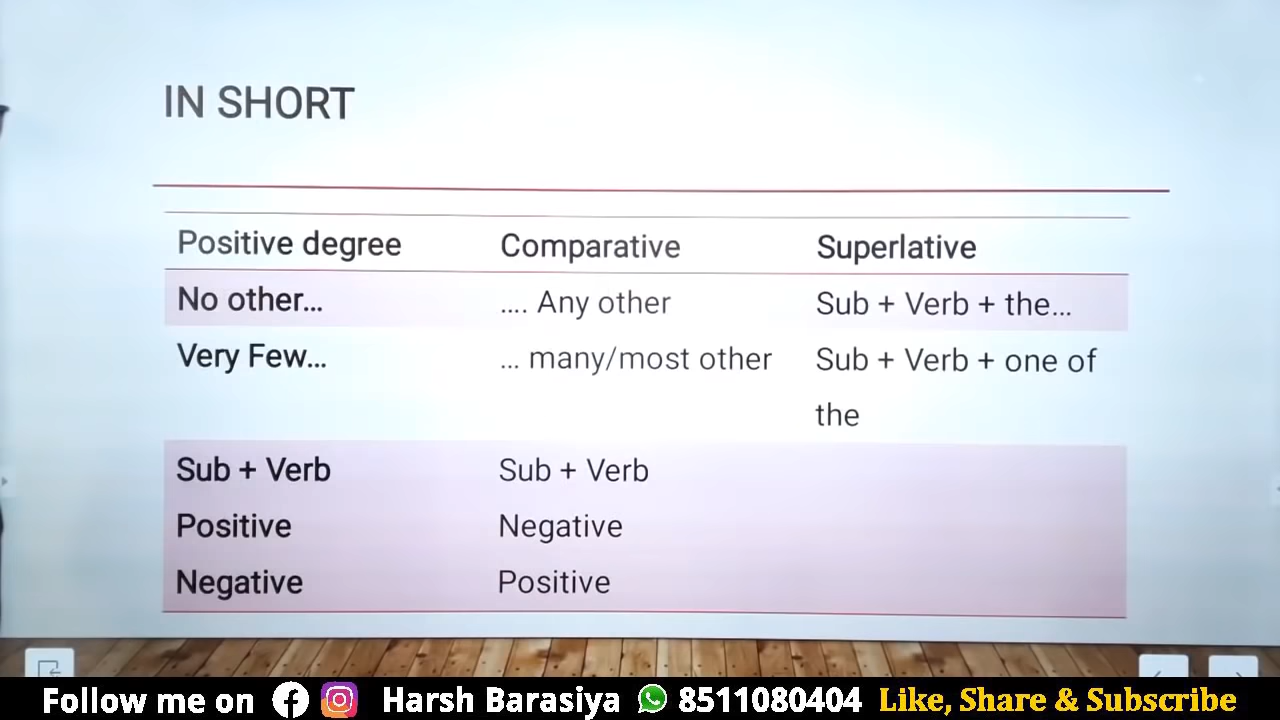 IN SHORT
Positive degree Comparative Superlative
No other... .... Any other Sub + Verb + the...
Very Few... ... many/most other Sub + Verb + one of
the
Sub + Verb Sub + Verb
Positive Negative
Negative Positive
Follow me on Harsh Barasiya 8511080404 Like, Share & Subscribe